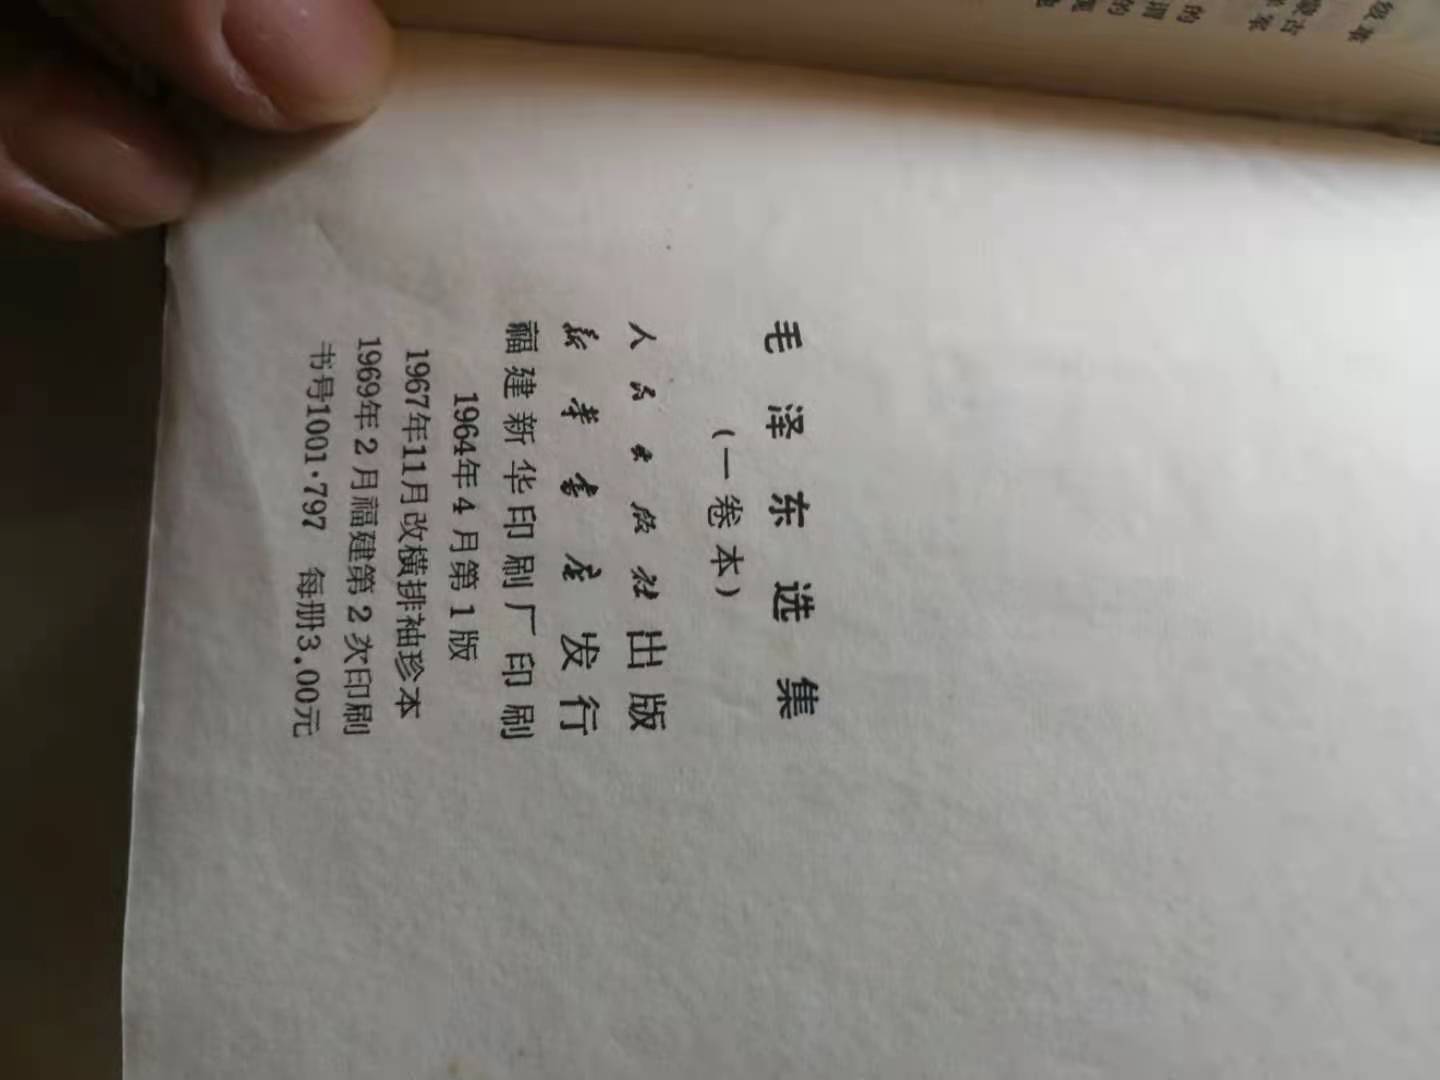 毛泽东选集
(一卷本)
人民出版社出版
新华书店发行
福建新华印刷厂印刷
1964年4月第1版
1967年11月改横排袖珍本
1969年2月福建第2次印刷
书号1001·797 每册3.00元